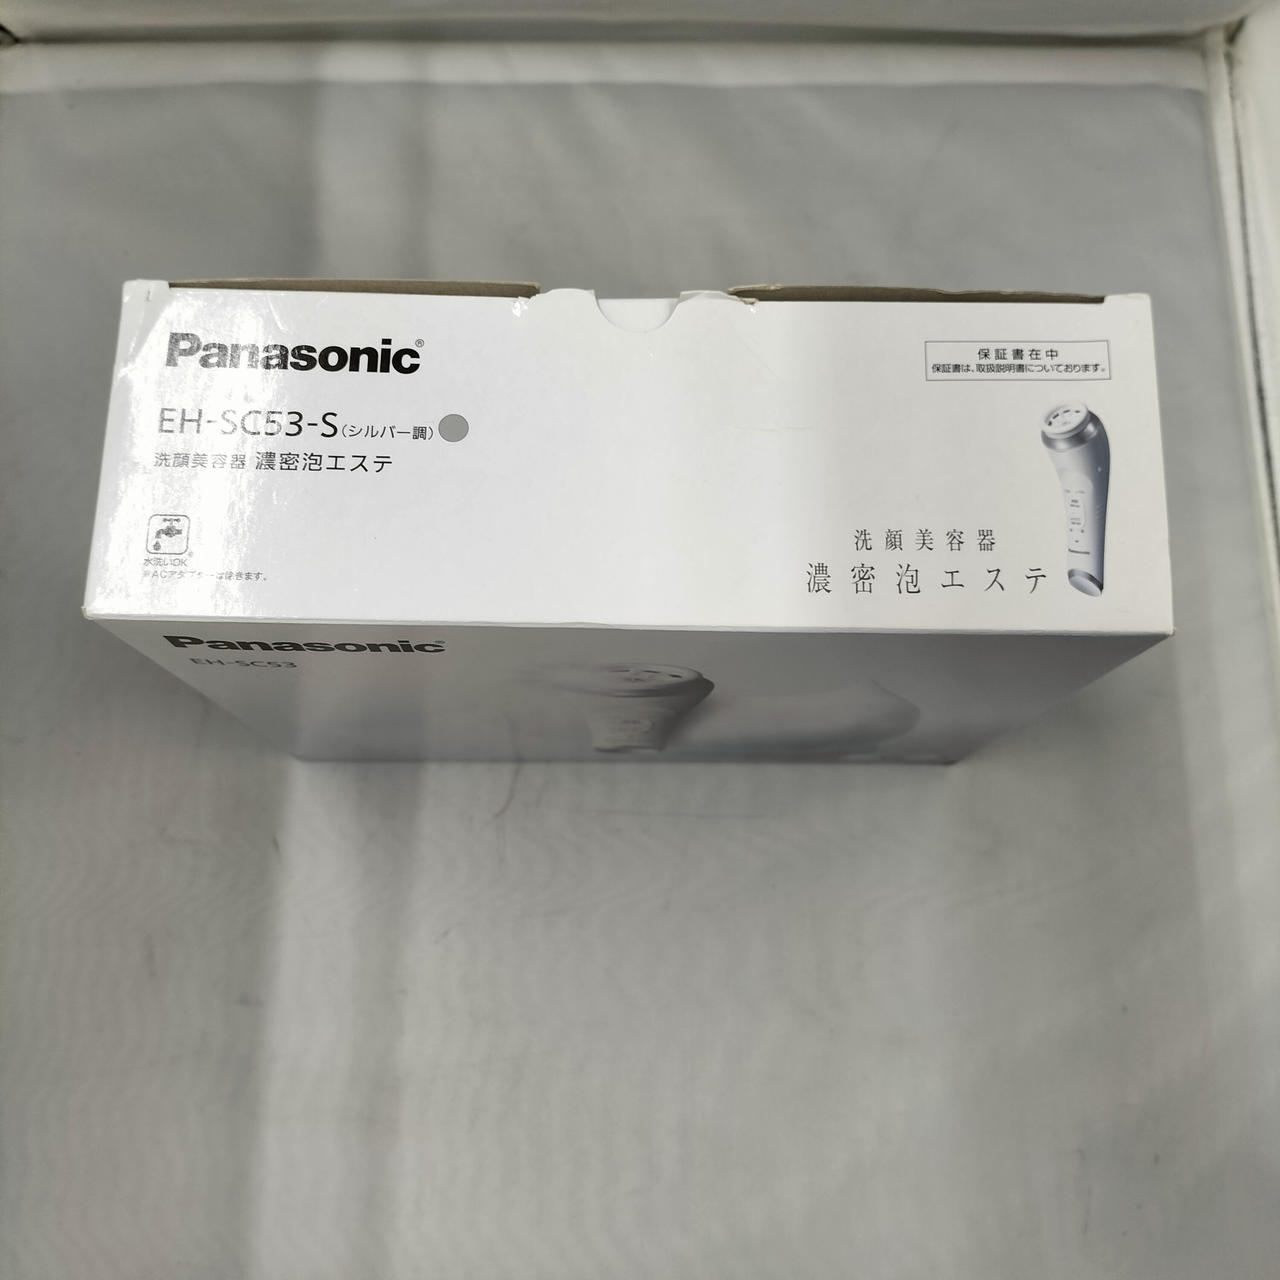 Panasonic®
EH-SC53-S(シルバー調)
洗顔美容器 濃密泡エステ
水洗いOK
※ACアダプターは除きます。
保証書在中
保証書は、取扱説明書についております。
洗顔美容器
濃密泡エステ
Panasonic®
EH-SC53